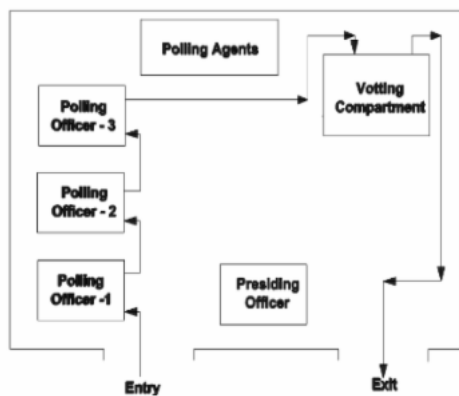 Polling Agents
Votting
Compartment
Polling
Officer - 3
Polling
Officer - 2
Polling
Officer -1
Presiding
Officer
Entry
Exit